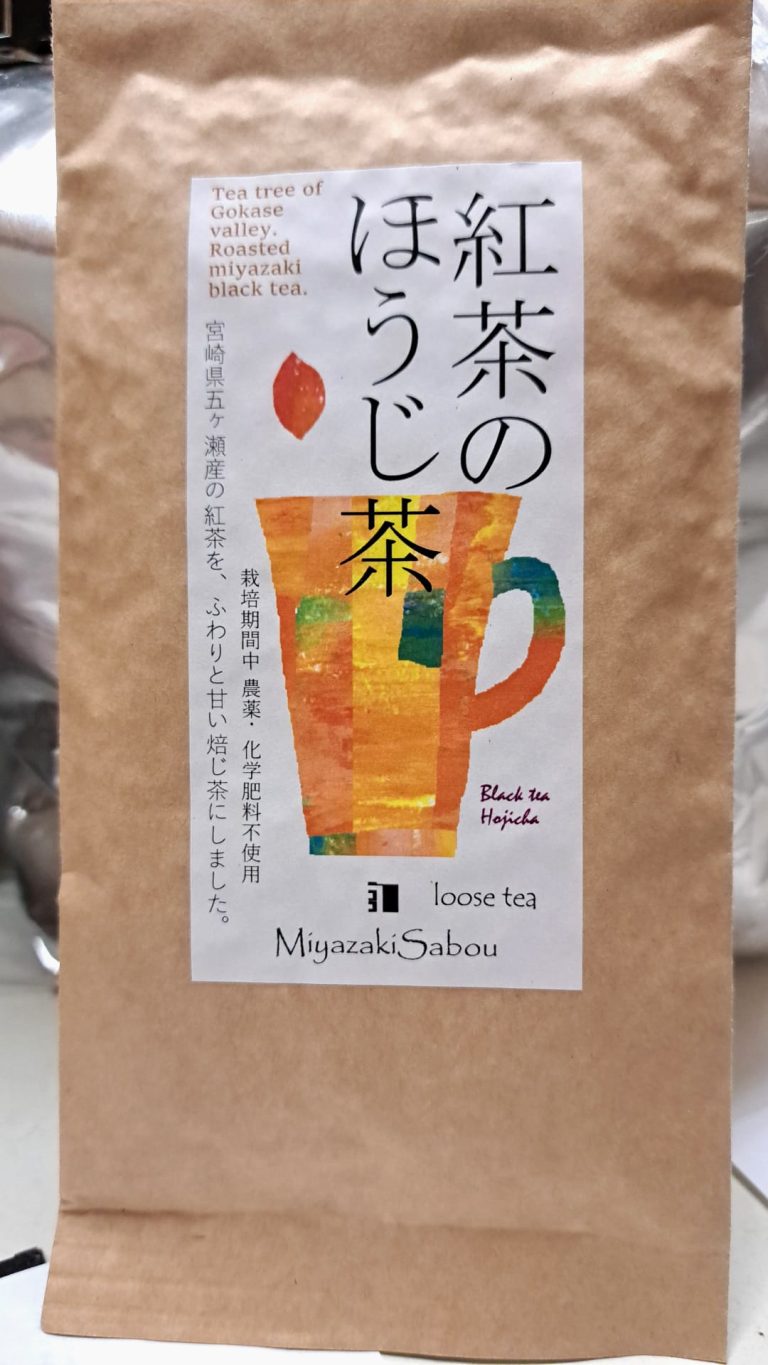 Tea tree of
Gokase
valley.
Roasted
miyazaki
black tea.
紅茶の
ほうじ茶
栽培期間中 農薬・化学肥料不使用
宮崎県五ヶ瀬産の紅茶を、ふわりと甘い焙じ茶にしました。
Black tea
Hojicha
loose tea
MiyazakiSabou